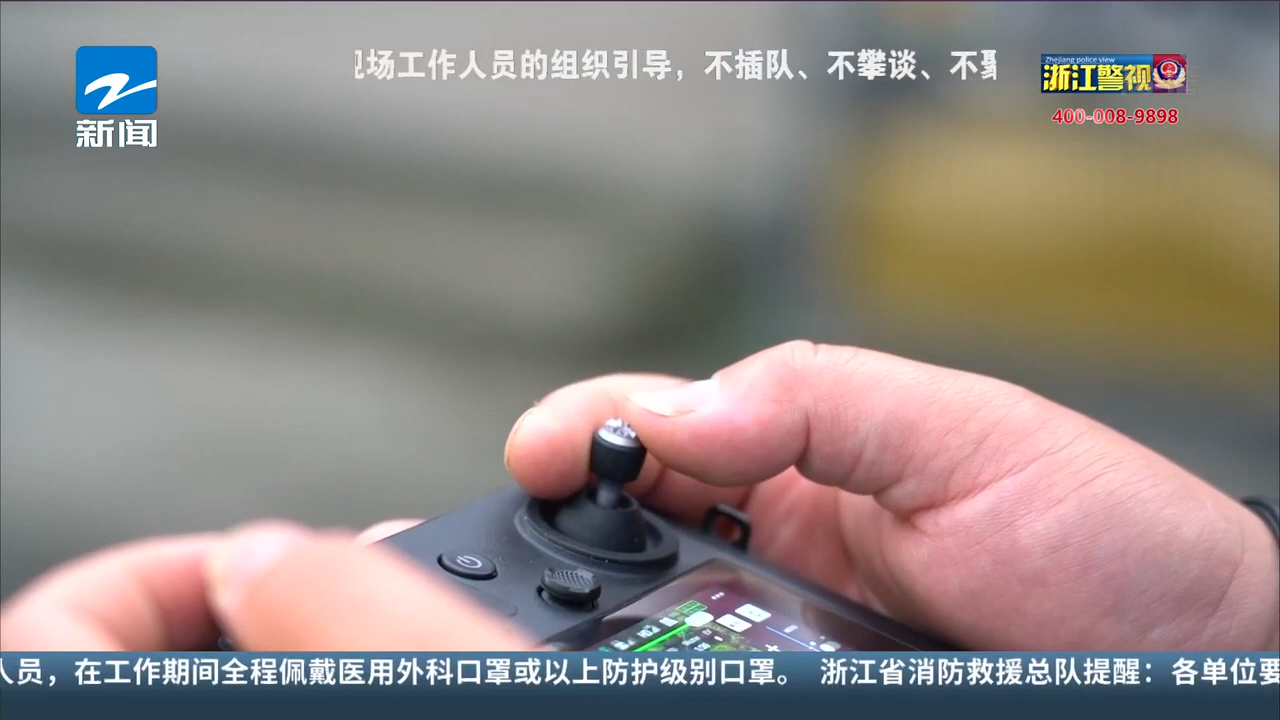 现场工作人员的组织引导，不插队、不攀谈、不聚
Zhejiang police view
浙江警视
400-008-9898
新闻
人员，在工作期间全程佩戴医用外科口罩或以上防护级别口罩。 浙江省消防救援总队提醒：各单位要